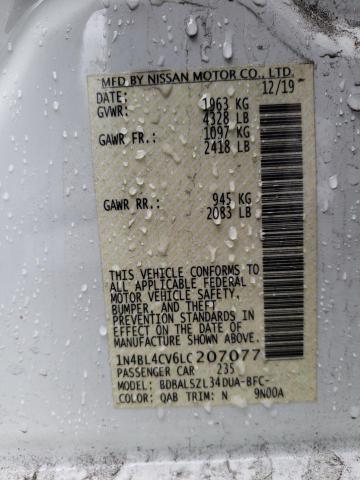 MFD BY NISSAN MOTOR CO., LTD.
DATE: 12/19
GVWR: 1963 KG
4328 LB
GAWR FR.: 1097 KG
2418 LB
GAWR RR.: 945 KG
2083 LB
THIS VEHICLE CONFORMS TO
ALL APPLICABLE FEDERAL
MOTOR VEHICLE SAFETY,
BUMPER, AND THEFT
PREVENTION STANDARDS
IN EFFECT ON THE DATE OF
MANUFACTURE SHOWN ABOVE.
1N4BL4CV6LC207077
PASSENGER CAR 235
MODEL: BDBALSZL34DUA-BFC-
COLOR: QAB TRIM: N 9N00A